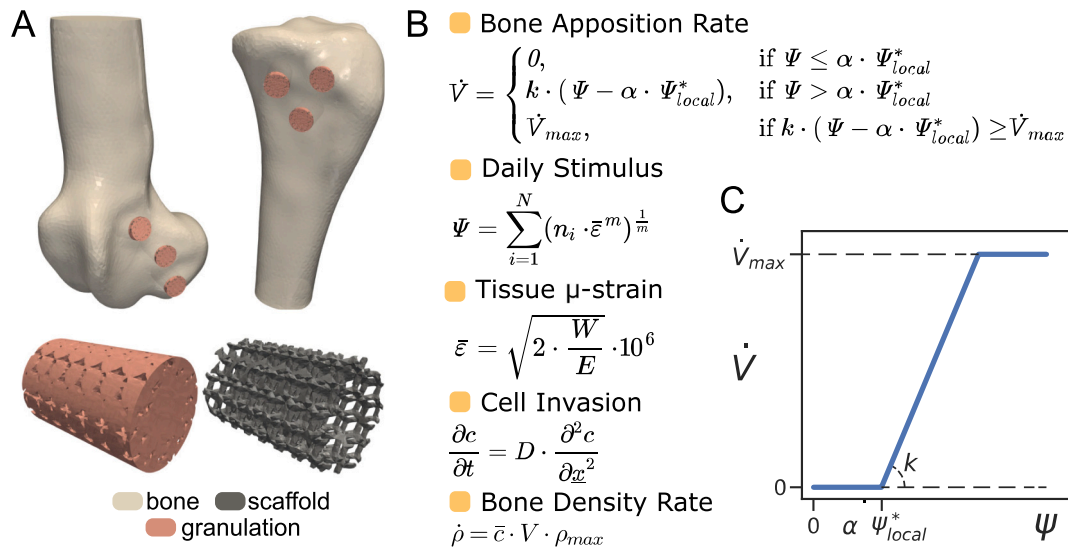 A
bone
scaffold
granulation
B
Bone Apposition Rate
V̇ = { 0, if Ψ ≤ α · Ψ*local
k · ( Ψ − α · Ψ*local), if Ψ > α · Ψ*local
V̇max, if k · ( Ψ − α · Ψ*local) ≥ V̇max
Daily Stimulus
Ψ = ∑_{i=1}^{N} (n_i · ε̄^m)^{1/m}
Tissue μ-strain
ε̄ = √(2 · W/E) · 10^6
Cell Invasion
∂c/∂t = D · ∂²c/∂x̲²
Bone Density Rate
ρ̇ = c̄ · V · ρmax
C
V̇max
V̇
k
0
0 α · Ψ*local Ψ